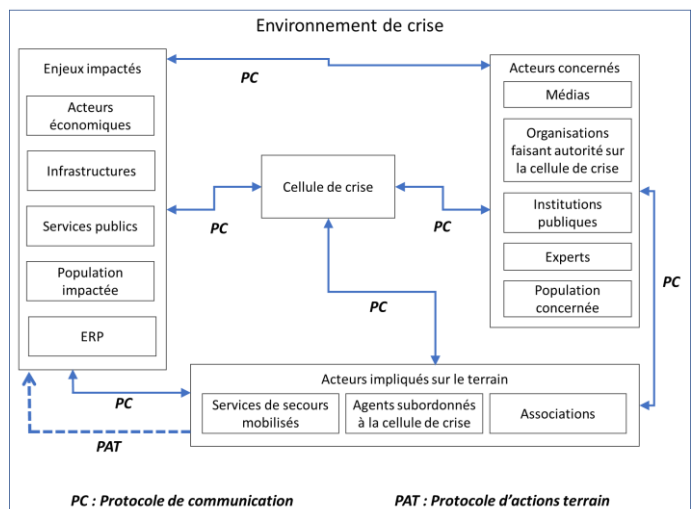 Environnement de crise
Enjeux impactés
Acteurs
économiques
Infrastructures
Services publics
Population
impactée
ERP
PC
Acteurs concernés
Médias
Organisations
faisant autorité sur
la cellule de crise
Institutions
publiques
Experts
Population
concernée
Cellule de crise
PC
PC
PC
PC
Acteurs impliqués sur le terrain
Services de secours
mobilisés
Agents subordonnés
à la cellule de crise
Associations
PC
PAT
PC : Protocole de communication
PAT : Protocole d'actions terrain